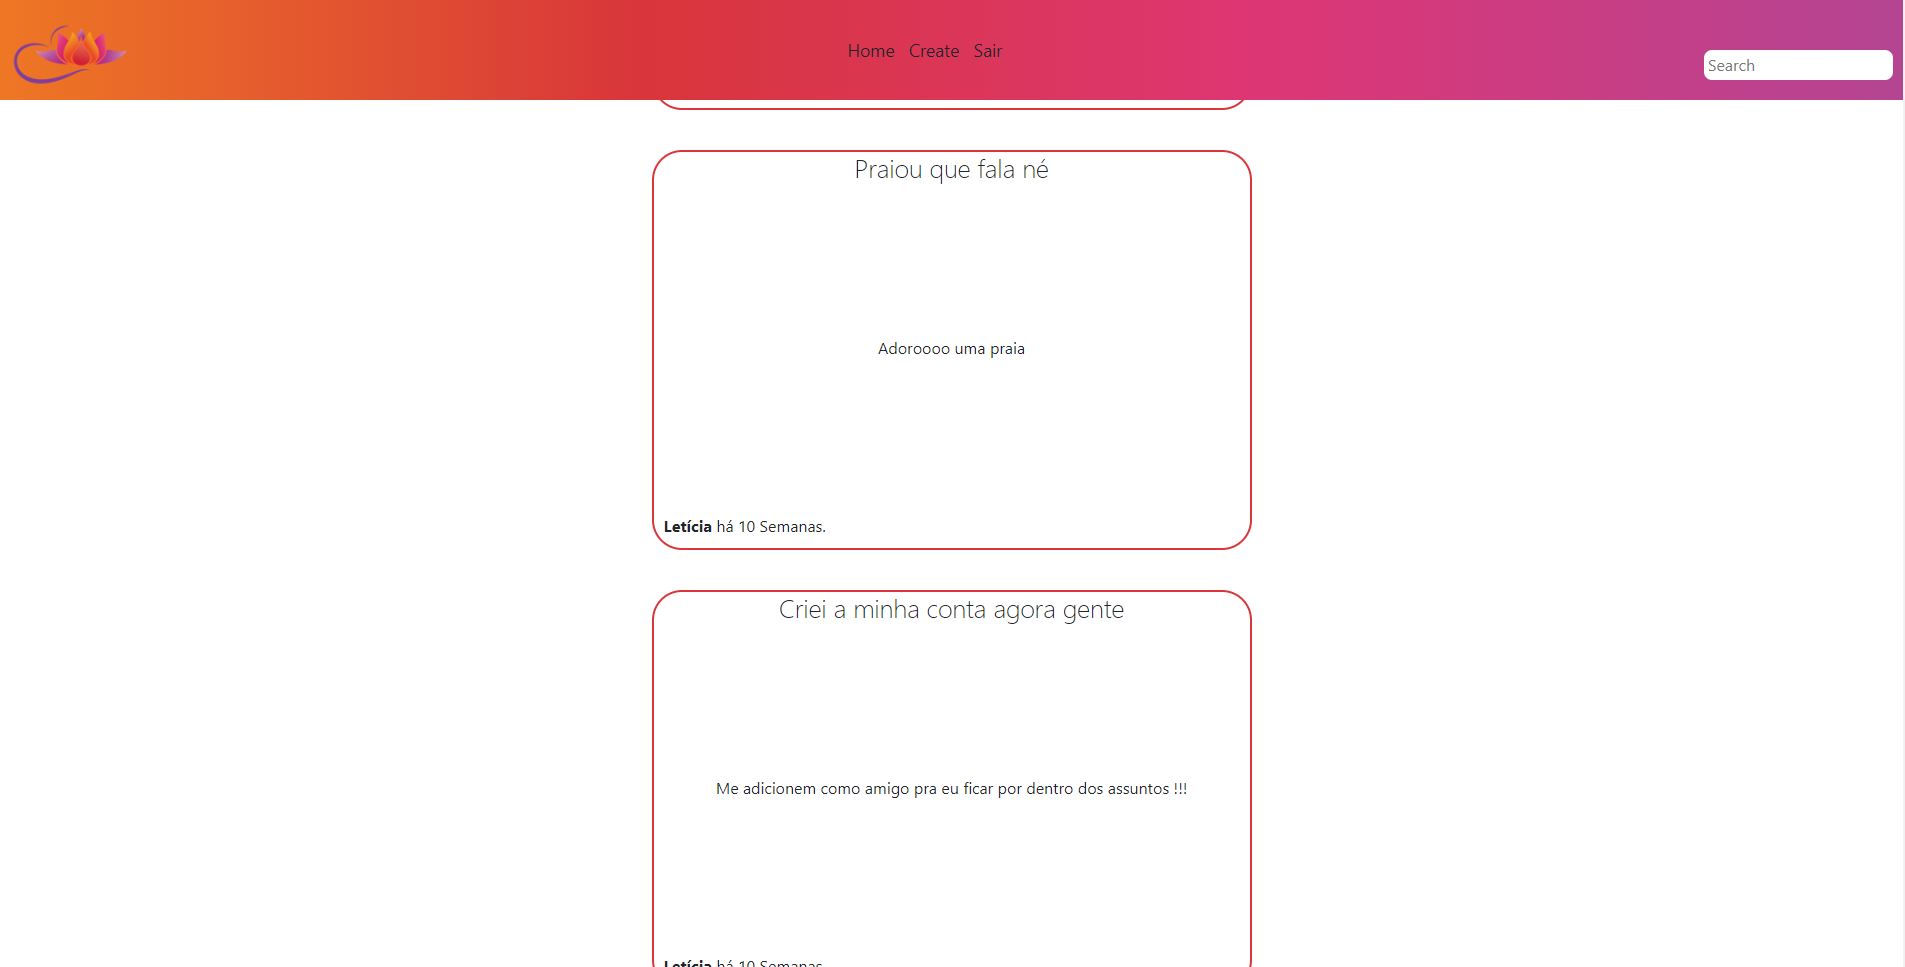 Home Create Sair
Search
Praiou que fala né
Adoroooo uma praia
Letícia há 10 Semanas.
Criei a minha conta agora gente
Me adicionem como amigo pra eu ficar por dentro dos assuntos !!!
Letícia há 10 Semanas